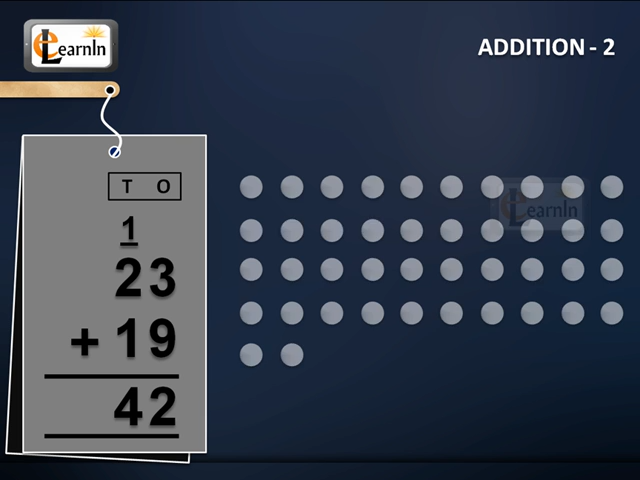 eLearnIn
ADDITION - 2
T O
1
23
+ 19
42
eLearnIn